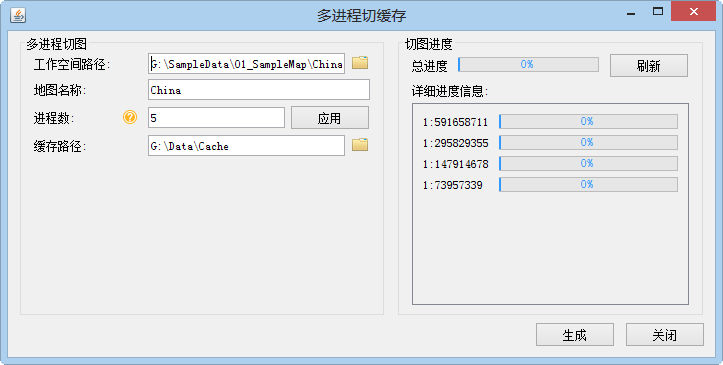 多进程切缓存
多进程切图
工作空间路径:
G:\SampleData\01_SampleMap\China
地图名称:
China
进程数:
?
5
应用
缓存路径:
G:\Data\Cache
切图进度
总进度
0%
刷新
详细进度信息:
1:591658711
0%
1:295829355
0%
1:147914678
0%
1:73957339
0%
生成
关闭